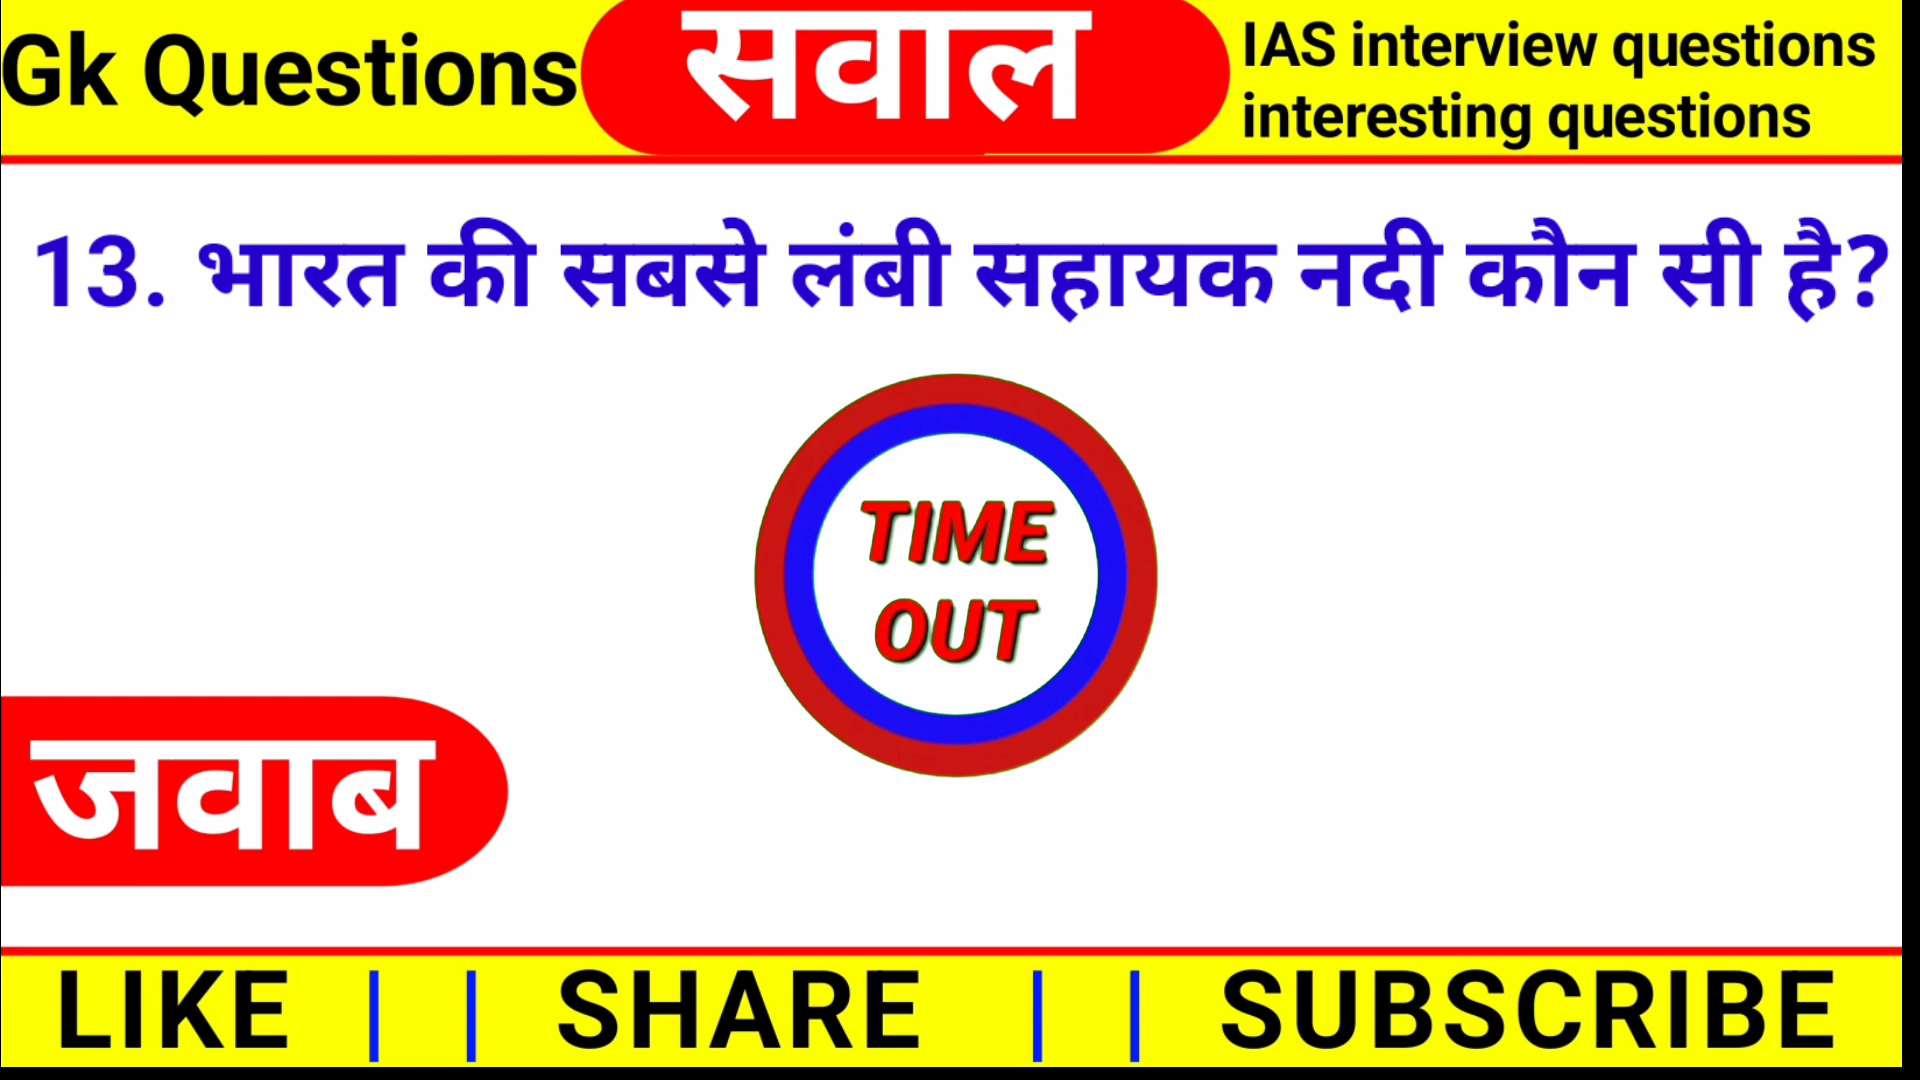 Gk Questions
सवाल
IAS interview questions
interesting questions
13. भारत की सबसे लंबी सहायक नदी कौन सी है?
TIME
OUT
जवाब
LIKE || SHARE || SUBSCRIBE